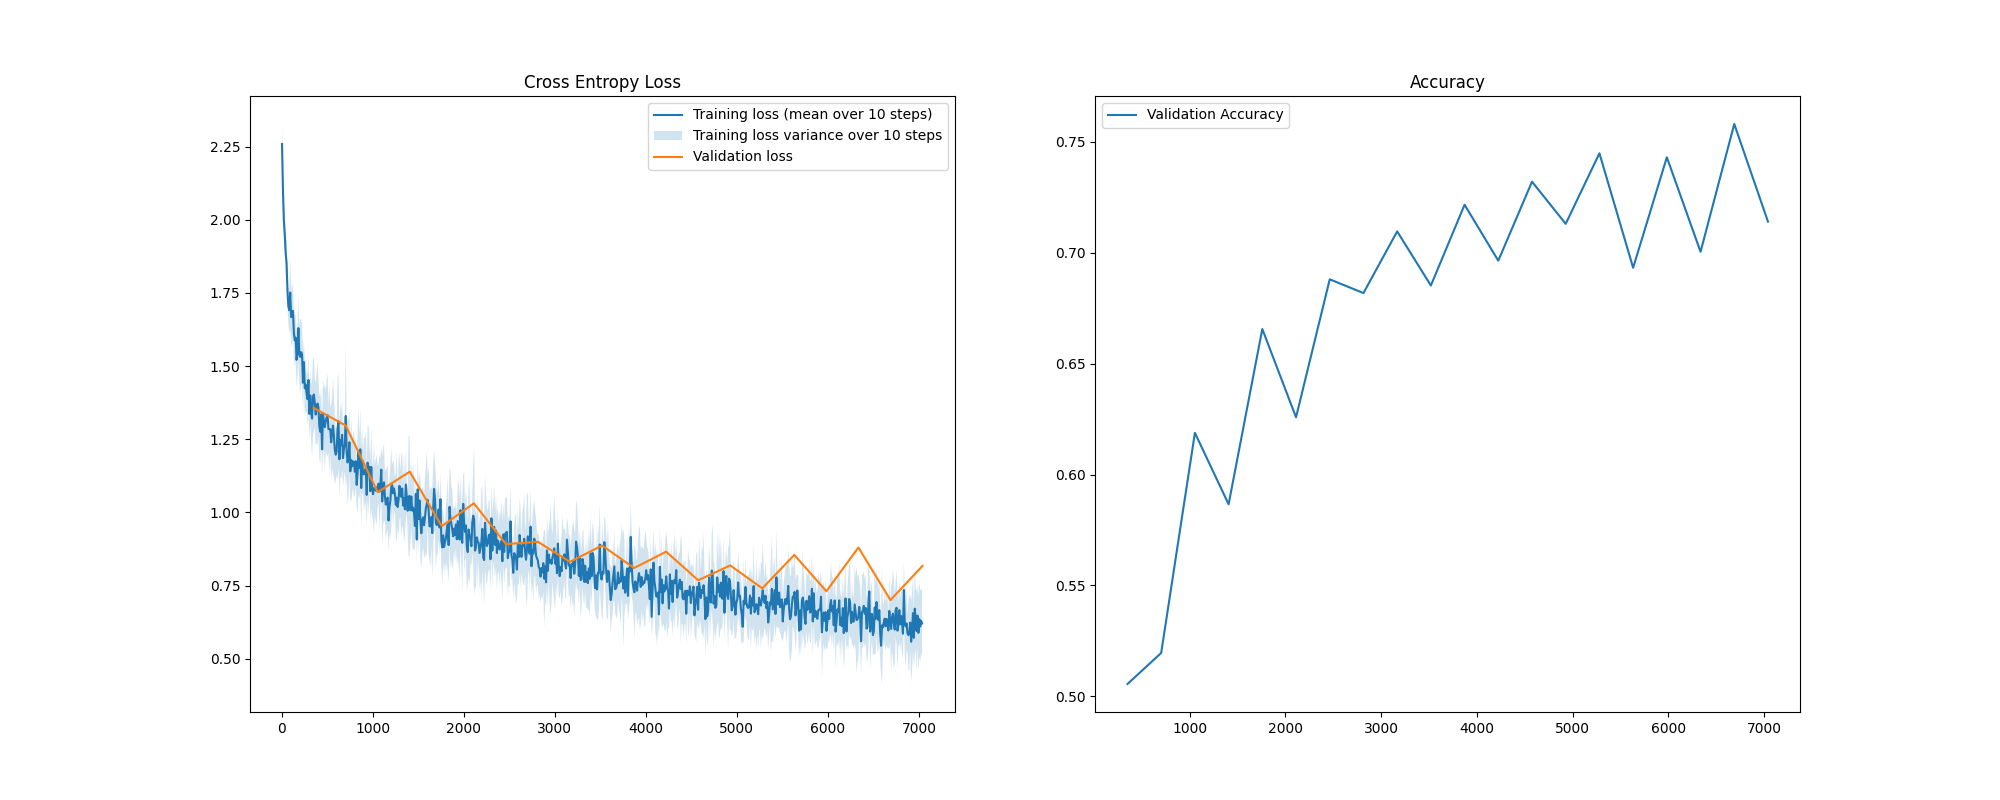 Cross Entropy Loss
Training loss (mean over 10 steps)
Training loss variance over 10 steps
Validation loss
2.25
2.00
1.75
1.50
1.25
1.00
0.75
0.50
0 1000 2000 3000 4000 5000 6000 7000
Accuracy
Validation Accuracy
0.75
0.70
0.65
0.60
0.55
0.50
1000 2000 3000 4000 5000 6000 7000